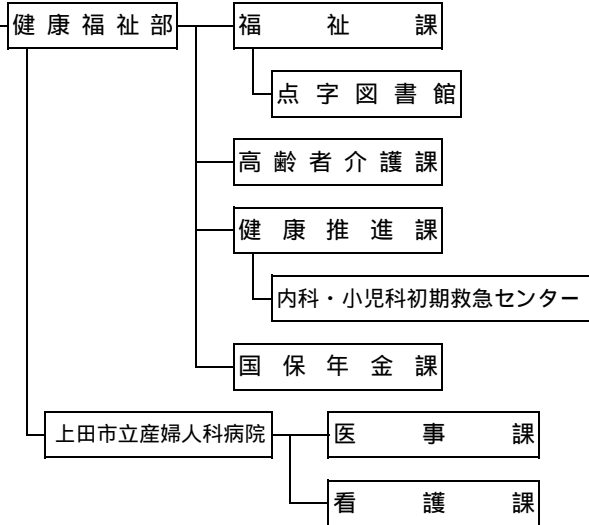 健康福祉部
福祉課
点字図書館
高齢者介護課
健康推進課
内科・小児科初期救急センター
国保年金課
上田市立産婦人科病院
医事課
看護課